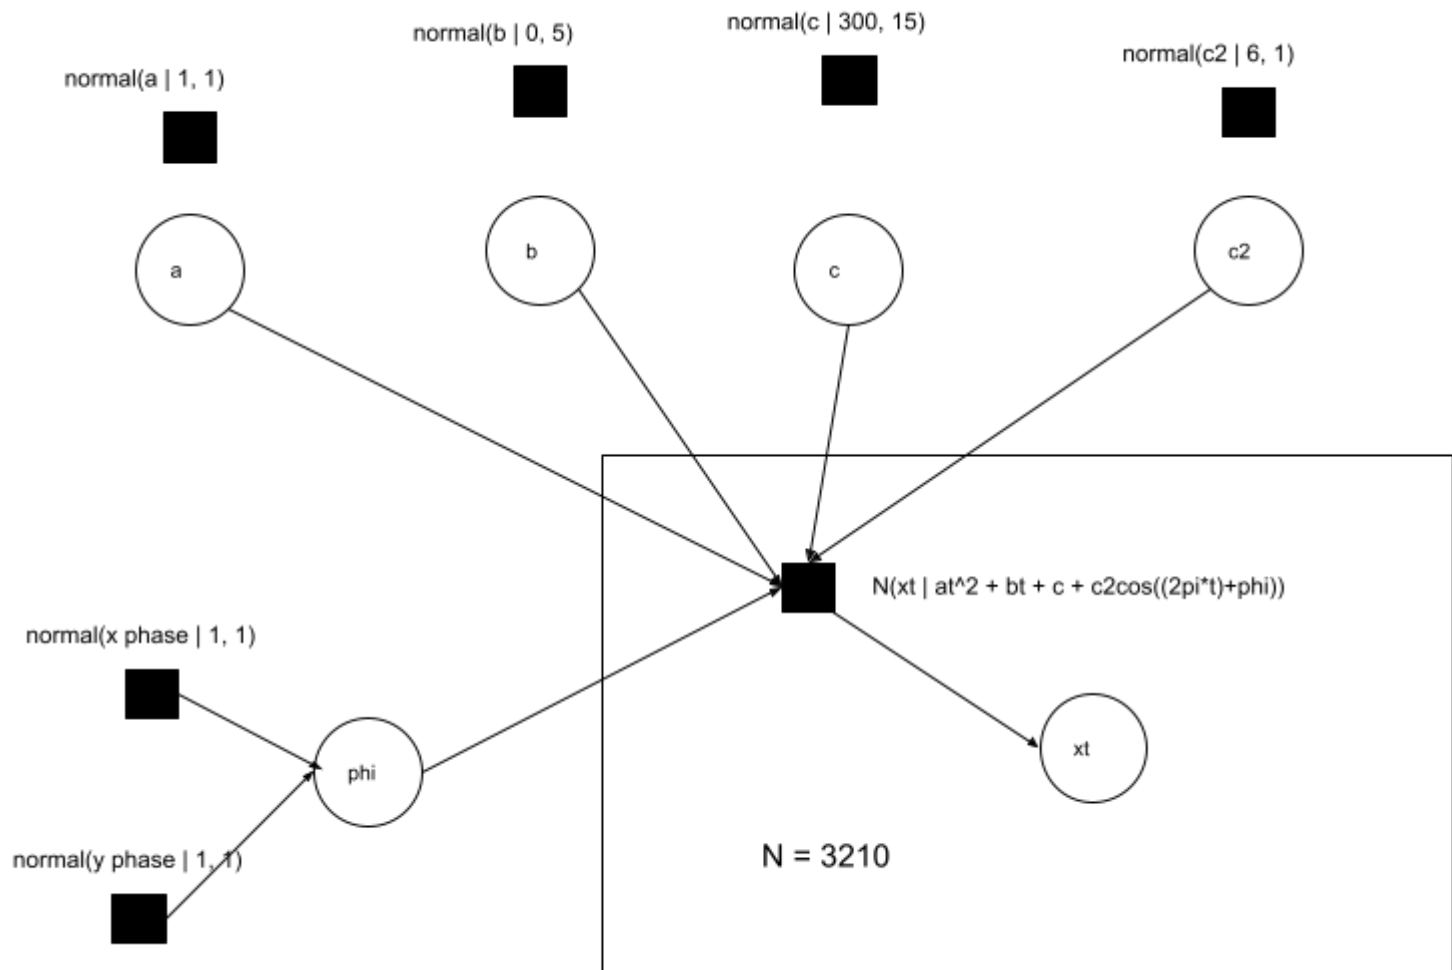 normal(a | 1, 1)
normal(b | 0, 5)
normal(c | 300, 15)
normal(c2 | 6, 1)
a
b
c
c2
N(xt | at^2 + bt + c + c2cos((2pi*t)+phi))
normal(x phase | 1, 1)
phi
xt
normal(y phase | 1, 1)
N = 3210